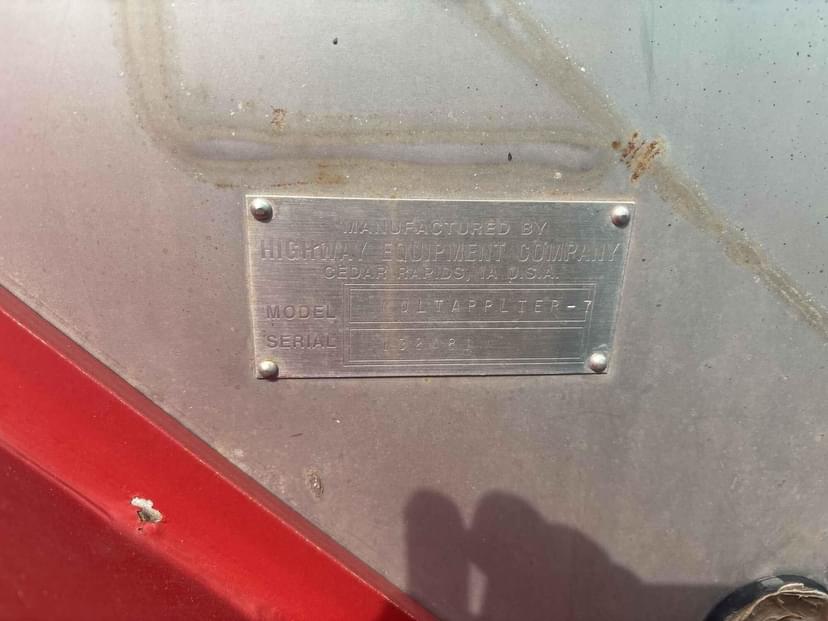 MANUFACTURED BY
HIGHWAY EQUIPMENT COMPANY
CEDAR RAPIDS, IA U.S.A.
MODEL
SERIAL